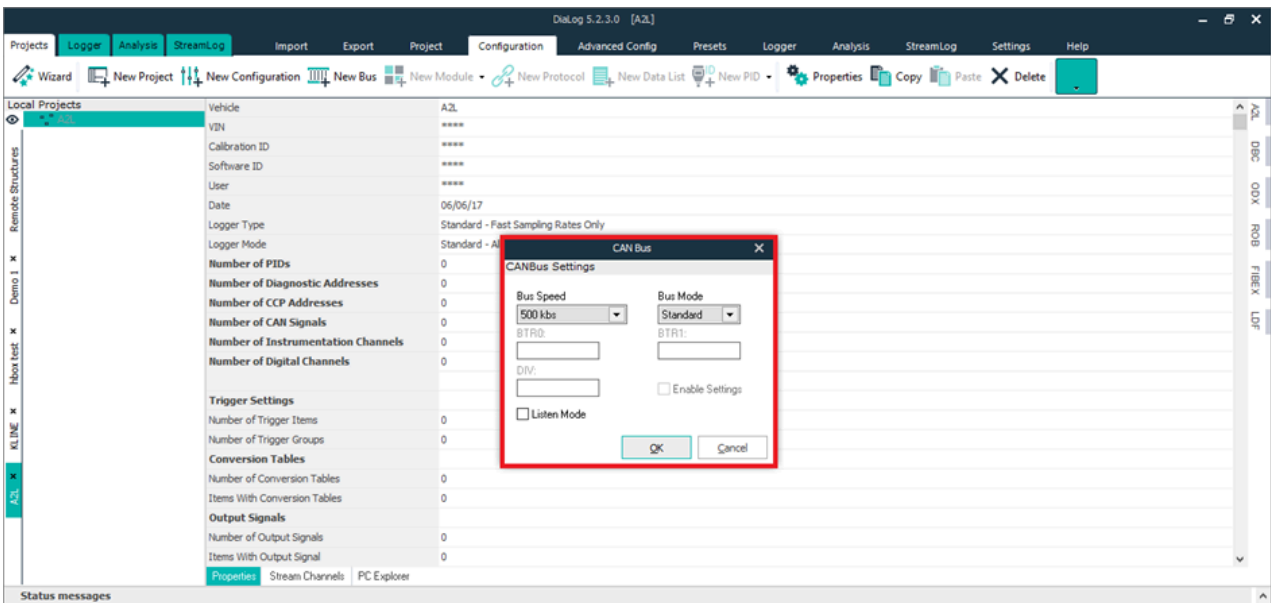 DiaLog 5.2.3.0 [A2L]
Projects Logger Analysis StreamLog Import Export Project Configuration Advanced Config Presets Logger Analysis StreamLog Settings Help
Wizard New Project New Configuration New Bus New Module New Protocol New Data List New PID Properties Copy Paste Delete
Local Projects
A2L
Remote Structures
Demo 1
hbox test
KLINE
A2L
Vehicle A2L
VIN ****
Calibration ID ****
Software ID ****
User ****
Date 06/06/17
Logger Type Standard - Fast Sampling Rates Only
Logger Mode Standard - Al
Number of PIDs 0
Number of Diagnostic Addresses 0
Number of CCP Addresses 0
Number of CAN Signals 0
Number of Instrumentation Channels 0
Number of Digital Channels 0
Trigger Settings
Number of Trigger Items 0
Number of Trigger Groups 0
Conversion Tables
Number of Conversion Tables 0
Items With Conversion Tables 0
Output Signals
Number of Output Signals 0
Items With Output Signal 0
Properties Stream Channels PC Explorer
CAN Bus
CANBus Settings
Bus Speed Bus Mode
500 kbs Standard
BTR0: BTR1:
DIV:
Enable Settings
Listen Mode
OK Cancel
A2L
DBC
ODX
ROB
FIBEX
LDF
Status messages